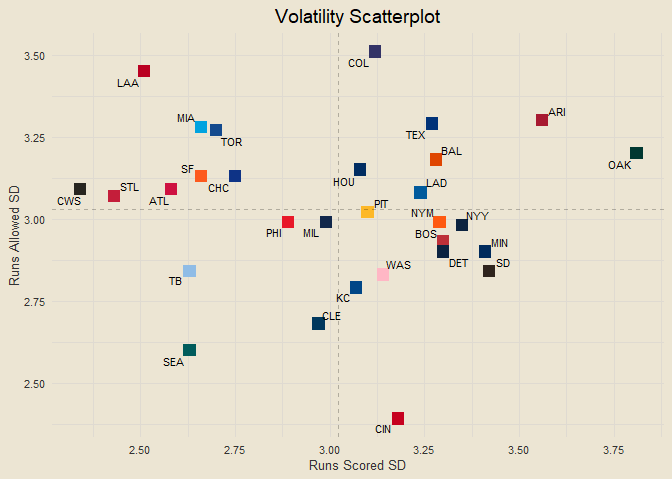 Volatility Scatterplot
3.50
COL
LAA
MIA
ARI
3.25
TEX
TOR
BAL
OAK
SF
HOU
LAD
CHC
STL
CWS
ATL
PIT
3.00
NYM
NYY
PHI
MIL
BOS
MIN
WAS
DET
SD
TB
2.75
KC
CLE
SEA
2.50
CIN
2.50
2.75
3.00
3.25
3.50
3.75
Runs Scored SD
Runs Allowed SD